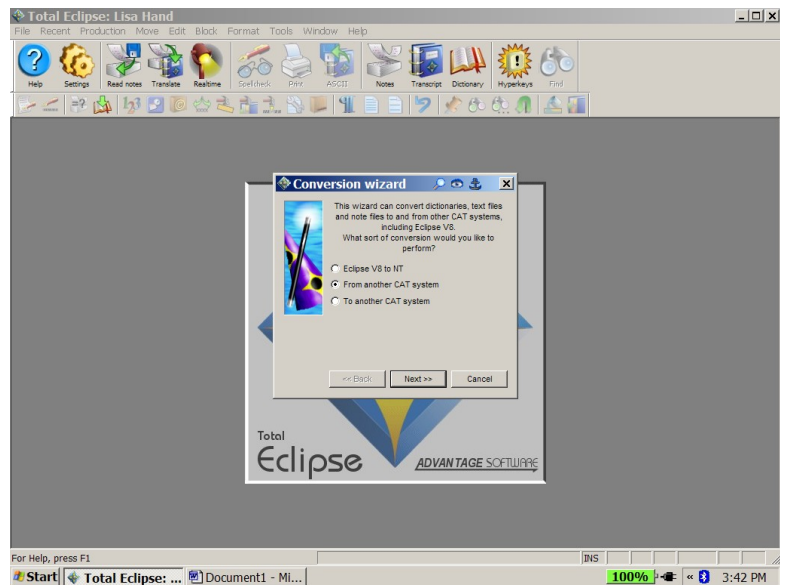 Total Eclipse: Lisa Hand
File Recent Production Move Edit Block Format Tools Window Help
Help Settings Read notes Translate Realtime Spellcheck Print ASCII Notes Transcript Dictionary Hyperkeys Find
Conversion wizard
This wizard can convert dictionaries, text files
and note files to and from other CAT systems,
including Eclipse V8.
What sort of conversion would you like to
perform?
Eclipse V8 to NT
From another CAT system
To another CAT system
<< Back Next >> Cancel
Total
Eclipse ADVANTAGE SOFTWARE
For Help, press F1 INS
Start Total Eclipse: ... Document1 - Mi... 100% « 3:42 PM